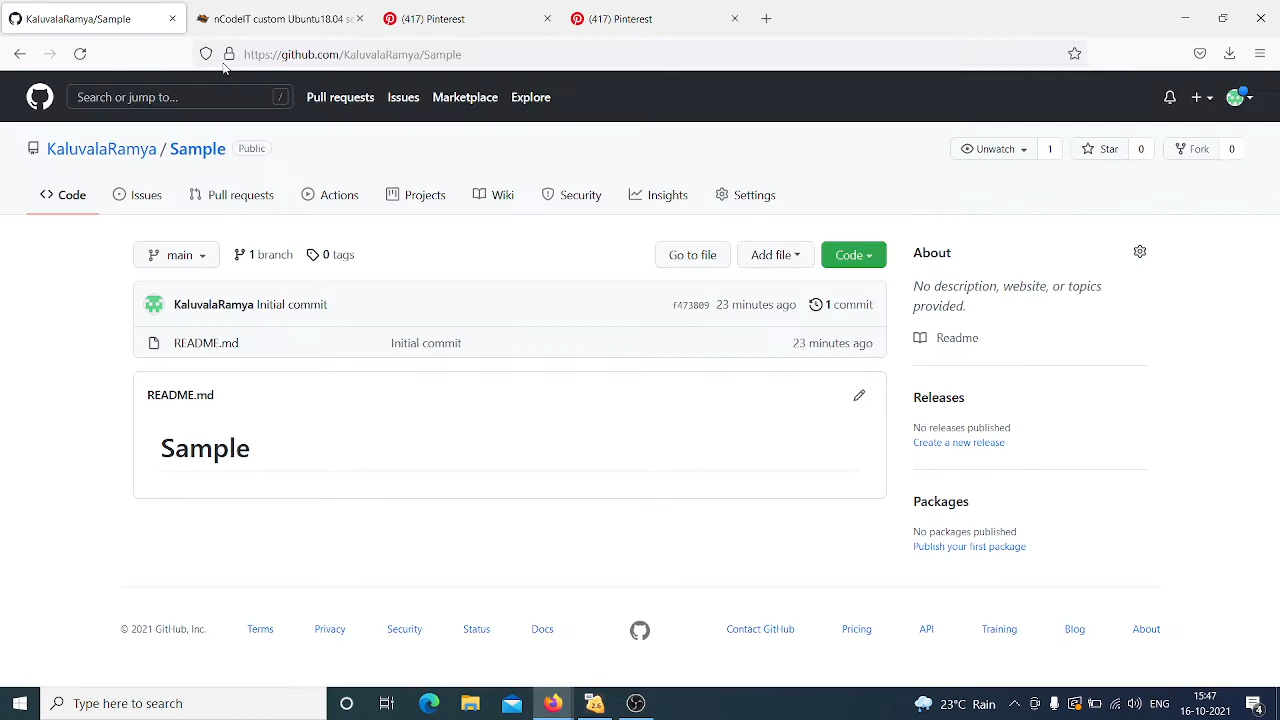 KaluvalaRamya/Sample
nCodeIT custom Ubuntu18.04 se
(417) Pinterest
(417) Pinterest
https://github.com/KaluvalaRamya/Sample
Search or jump to... /
Pull requests Issues Marketplace Explore
KaluvalaRamya / Sample Public
Unwatch 1 Star 0 Fork 0
Code Issues Pull requests Actions Projects Wiki Security Insights Settings
main 1 branch 0 tags Go to file Add file Code
KaluvalaRamya Initial commit f473809 23 minutes ago 1 commit
README.md Initial commit 23 minutes ago
README.md
Sample
About
No description, website, or topics
provided.
Readme
Releases
No releases published
Create a new release
Packages
No packages published
Publish your first package
© 2021 GitHub, Inc. Terms Privacy Security Status Docs Contact GitHub Pricing API Training Blog About
Type here to search
2.6
23°C Rain
ENG
15:47
16-10-2021
4